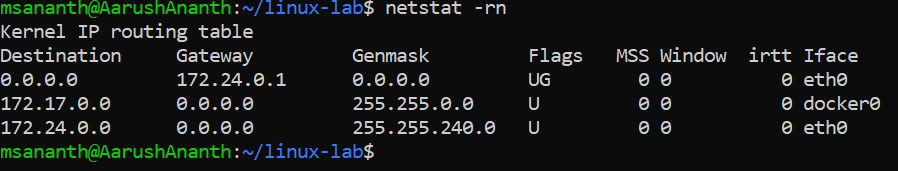 msananth@AarushAnanth:~/linux-lab$ netstat -rn
Kernel IP routing table
Destination     Gateway         Genmask         Flags   MSS Window  irtt Iface
0.0.0.0         172.24.0.1      0.0.0.0         UG        0 0          0 eth0
172.17.0.0      0.0.0.0         255.255.0.0     U         0 0          0 docker0
172.24.0.0      0.0.0.0         255.255.240.0   U         0 0          0 eth0
msananth@AarushAnanth:~/linux-lab$